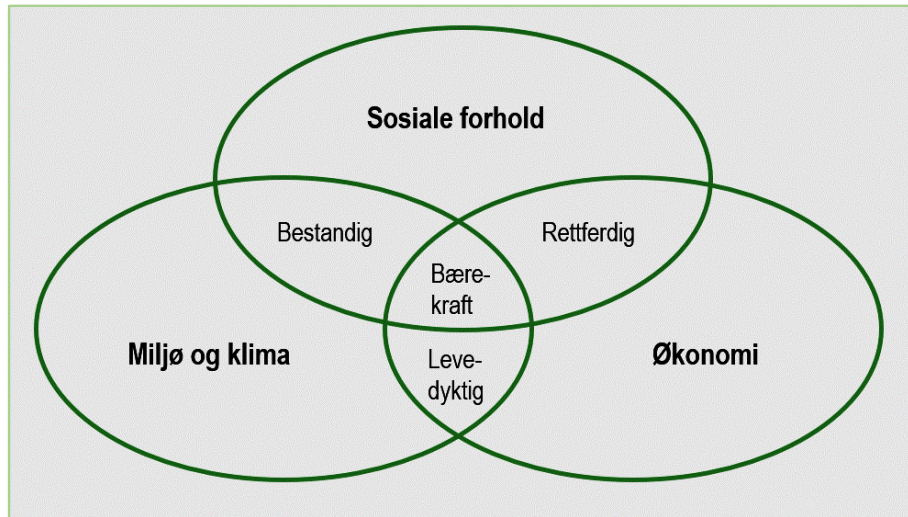 Sosiale forhold
Bestandig
Rettferdig
Bære-
kraft
Miljø og klima
Leve-
dyktig
Økonomi